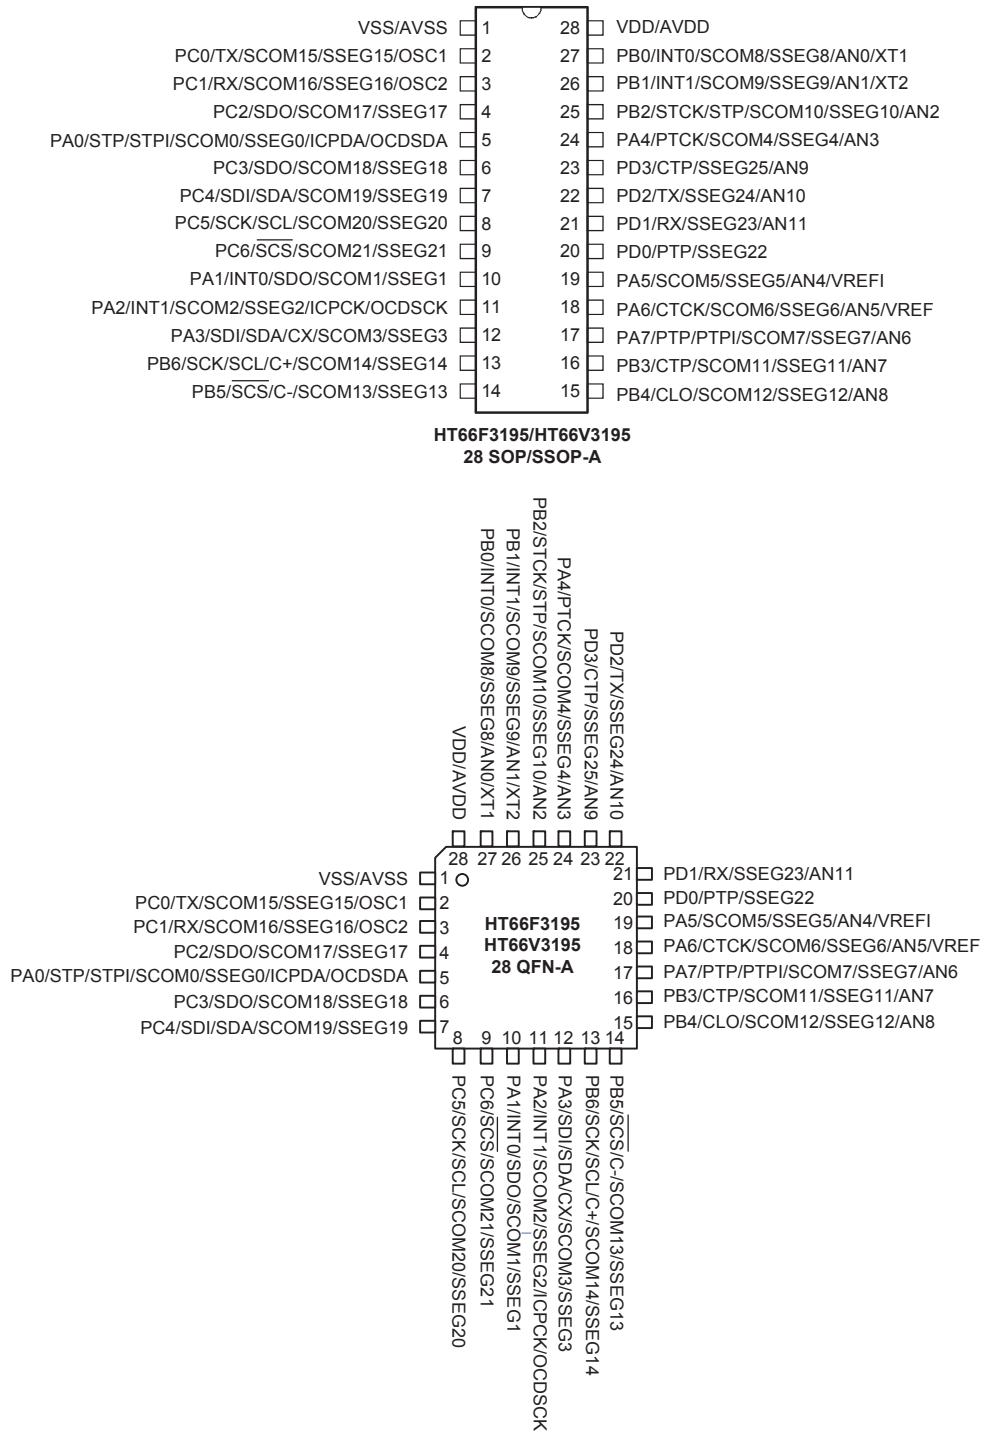 VSS/AVSS 1 28 VDD/AVDD
PC0/TX/SCOM15/SSEG15/OSC1 2 27 PB0/INT0/SCOM8/SSEG8/AN0/XT1
PC1/RX/SCOM16/SSEG16/OSC2 3 26 PB1/INT1/SCOM9/SSEG9/AN1/XT2
PC2/SDO/SCOM17/SSEG17 4 25 PB2/STCK/STP/SCOM10/SSEG10/AN2
PA0/STP/STPI/SCOM0/SSEG0/ICPDA/OCDSDA 5 24 PA4/PTCK/SCOM4/SSEG4/AN3
PC3/SDO/SCOM18/SSEG18 6 23 PD3/CTP/SSEG25/AN9
PC4/SDI/SDA/SCOM19/SSEG19 7 22 PD2/TX/SSEG24/AN10
PC5/SCK/SCL/SCOM20/SSEG20 8 21 PD1/RX/SSEG23/AN11
PC6/SCS/SCOM21/SSEG21 9 20 PD0/PTP/SSEG22
PA1/INT0/SDO/SCOM1/SSEG1 10 19 PA5/SCOM5/SSEG5/AN4/VREFI
PA2/INT1/SCOM2/SSEG2/ICPCK/OCDSCK 11 18 PA6/CTCK/SCOM6/SSEG6/AN5/VREF
PA3/SDI/SDA/CX/SCOM3/SSEG3 12 17 PA7/PTP/PTPI/SCOM7/SSEG7/AN6
PB6/SCK/SCL/C+/SCOM14/SSEG14 13 16 PB3/CTP/SCOM11/SSEG11/AN7
PB5/SCS/C-/SCOM13/SSEG13 14 15 PB4/CLO/SCOM12/SSEG12/AN8
HT66F3195/HT66V3195
28 SOP/SSOP-A
VDD/AVDD
PB0/INT0/SCOM8/SSEG8/AN0/XT1
PB1/INT1/SCOM9/SSEG9/AN1/XT2
PB2/STCK/STP/SCOM10/SSEG10/AN2
PA4/PTCK/SCOM4/SSEG4/AN3
PD3/CTP/SSEG25/AN9
PD2/TX/SSEG24/AN10
28 27 26 25 24 23 22
VSS/AVSS 1 21 PD1/RX/SSEG23/AN11
PC0/TX/SCOM15/SSEG15/OSC1 2 20 PD0/PTP/SSEG22
PC1/RX/SCOM16/SSEG16/OSC2 3 19 PA5/SCOM5/SSEG5/AN4/VREFI
PC2/SDO/SCOM17/SSEG17 4 18 PA6/CTCK/SCOM6/SSEG6/AN5/VREF
PA0/STP/STPI/SCOM0/SSEG0/ICPDA/OCDSDA 5 17 PA7/PTP/PTPI/SCOM7/SSEG7/AN6
PC3/SDO/SCOM18/SSEG18 6 16 PB3/CTP/SCOM11/SSEG11/AN7
PC4/SDI/SDA/SCOM19/SSEG19 7 15 PB4/CLO/SCOM12/SSEG12/AN8
HT66F3195
HT66V3195
28 QFN-A
8 9 10 11 12 13 14
PC5/SCK/SCL/SCOM20/SSEG20
PC6/SCS/SCOM21/SSEG21
PA1/INT0/SDO/SCOM1/SSEG1
PA2/INT1/SCOM2/SSEG2/ICPCK/OCDSCK
PA3/SDI/SDA/CX/SCOM3/SSEG3
PB6/SCK/SCL/C+/SCOM14/SSEG14
PB5/SCS/C-/SCOM13/SSEG13